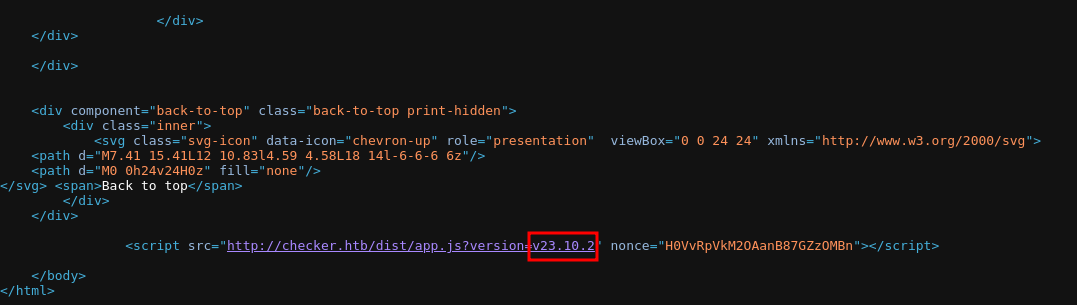 </div>
</div>
</div>
<div component="back-to-top" class="back-to-top print-hidden">
<div class="inner">
<svg class="svg-icon" data-icon="chevron-up" role="presentation"  viewBox="0 0 24 24" xmlns="http://www.w3.org/2000/svg">
<path d="M7.41 15.41L12 10.83l4.59 4.58L18 14l-6-6-6 6z"/>
<path d="M0 0h24v24H0z" fill="none"/>
</svg> <span>Back to top</span>
</div>
</div>
<script src="http://checker.htb/dist/app.js?version=v23.10.2" nonce="H0VvRpVkM2OAanB87GZzOMBn"></script>
</body>
</html>